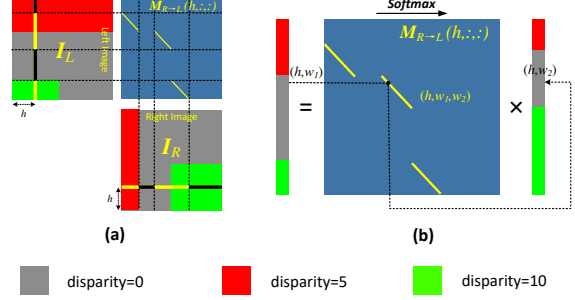 Softmax
M_{R→L}(h,:,:)
M_{R→L}(h,:,:)
I_L
Left Image
(h,w_1)
=
(h,w_1,w_2)
×
(h,w_2)
h
Right Image
I_R
h
(a)
(b)
disparity=0
disparity=5
disparity=10